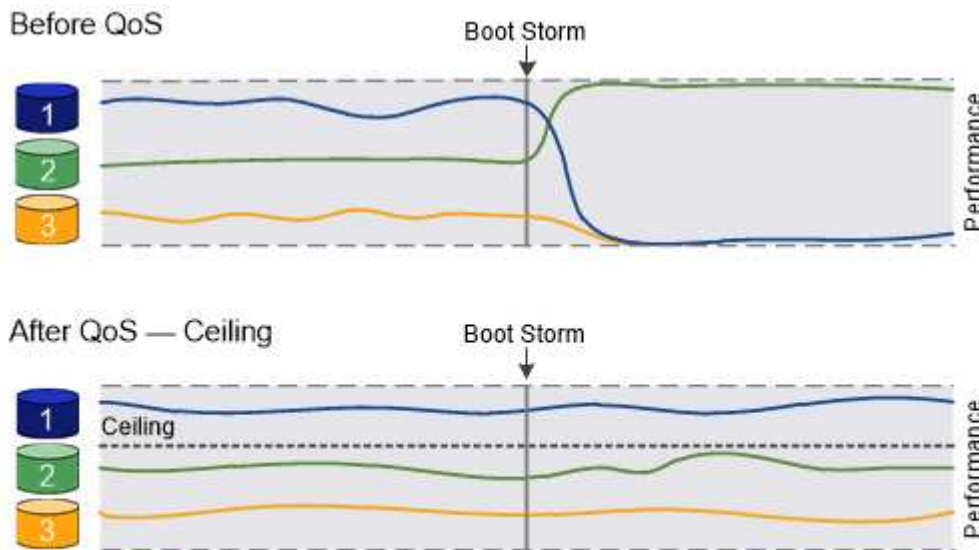 Before QoS
Boot Storm
1
2
3
Performance
After QoS — Ceiling
Boot Storm
1
Ceiling
2
3
Performance